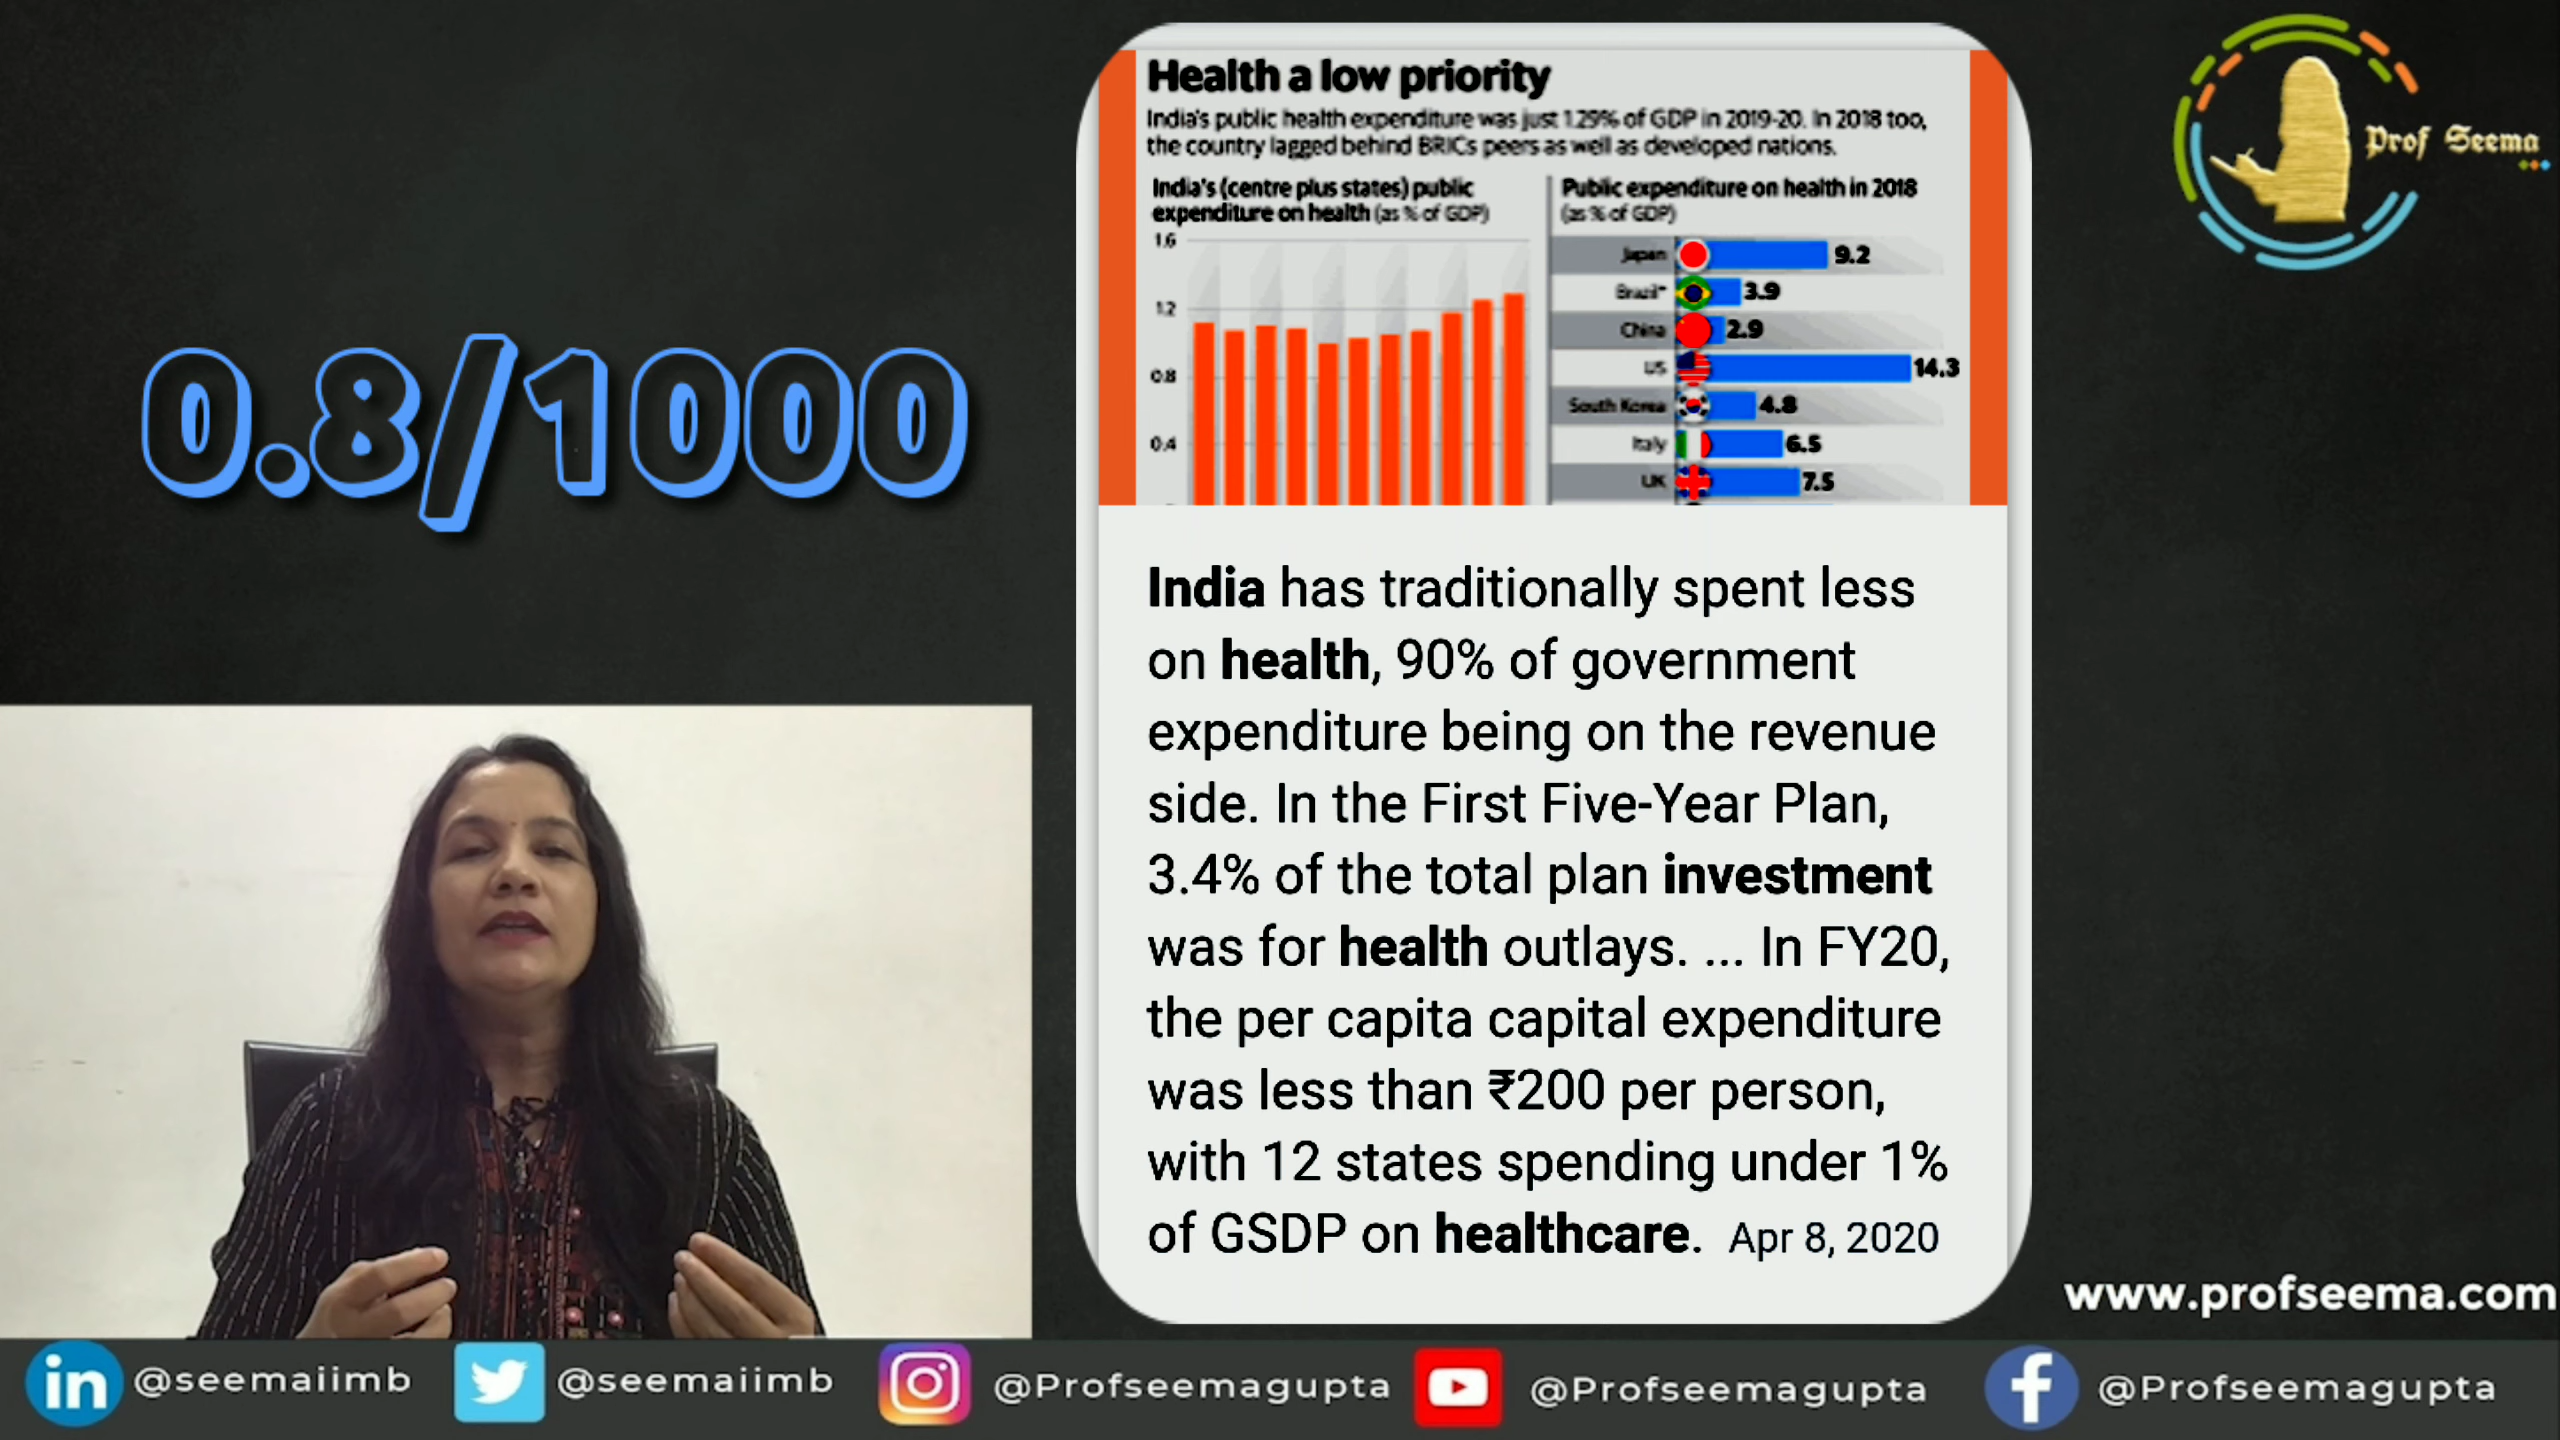 0.8/1000
Health a low priority
India's public health expenditure was just 1.29% of GDP in 2019-20. In 2018 too,
the country lagged behind BRICs peers as well as developed nations.
India's (centre plus states) public
expenditure on health (as % of GDP)
1.6
1.2
0.8
0.4
Public expenditure on health in 2018
(as % of GDP)
Japan 9.2
Brazil* 3.9
China 2.9
US 14.3
South Korea 4.8
Italy 6.5
UK 7.5
India has traditionally spent less
on health, 90% of government
expenditure being on the revenue
side. In the First Five-Year Plan,
3.4% of the total plan investment
was for health outlays. ... In FY20,
the per capita capital expenditure
was less than ₹200 per person,
with 12 states spending under 1%
of GSDP on healthcare. Apr 8, 2020
Prof Seema
www.profseema.com
in @seemaiimb
@seemaiimb
@Profseemagupta
@Profseemagupta
f @Profseemagupta